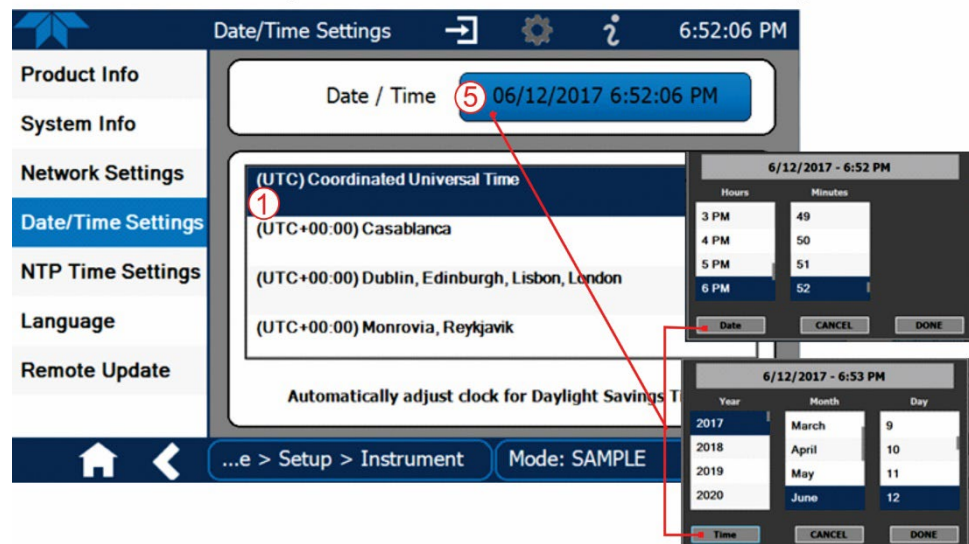 Date/Time Settings
6:52:06 PM
Product Info
System Info
Network Settings
Date/Time Settings
NTP Time Settings
Language
Remote Update
Date / Time
5
06/12/2017 6:52:06 PM
(UTC) Coordinated Universal Time
1
(UTC+00:00) Casablanca
(UTC+00:00) Dublin, Edinburgh, Lisbon, London
(UTC+00:00) Monrovia, Reykjavik
Automatically adjust clock for Daylight Savings
...e > Setup > Instrument
Mode: SAMPLE
6/12/2017 - 6:52 PM
Hours Minutes
3 PM 49
4 PM 50
5 PM 51
6 PM 52
Date CANCEL DONE
6/12/2017 - 6:53 PM
Year Month Day
2017 March 9
2018 April 10
2019 May 11
2020 June 12
Time CANCEL DONE